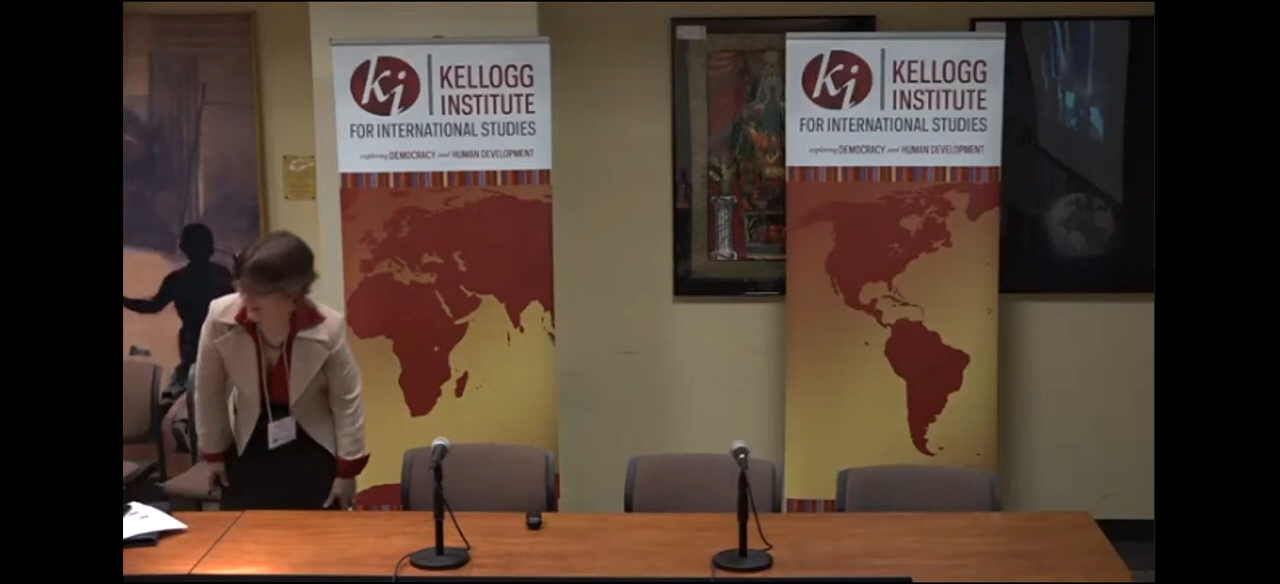 ki KELLOGG
INSTITUTE
FOR INTERNATIONAL STUDIES
exploring DEMOCRACY and HUMAN DEVELOPMENT
ki KELLOGG
INSTITUTE
FOR INTERNATIONAL STUDIES
exploring DEMOCRACY and HUMAN DEVELOPMENT